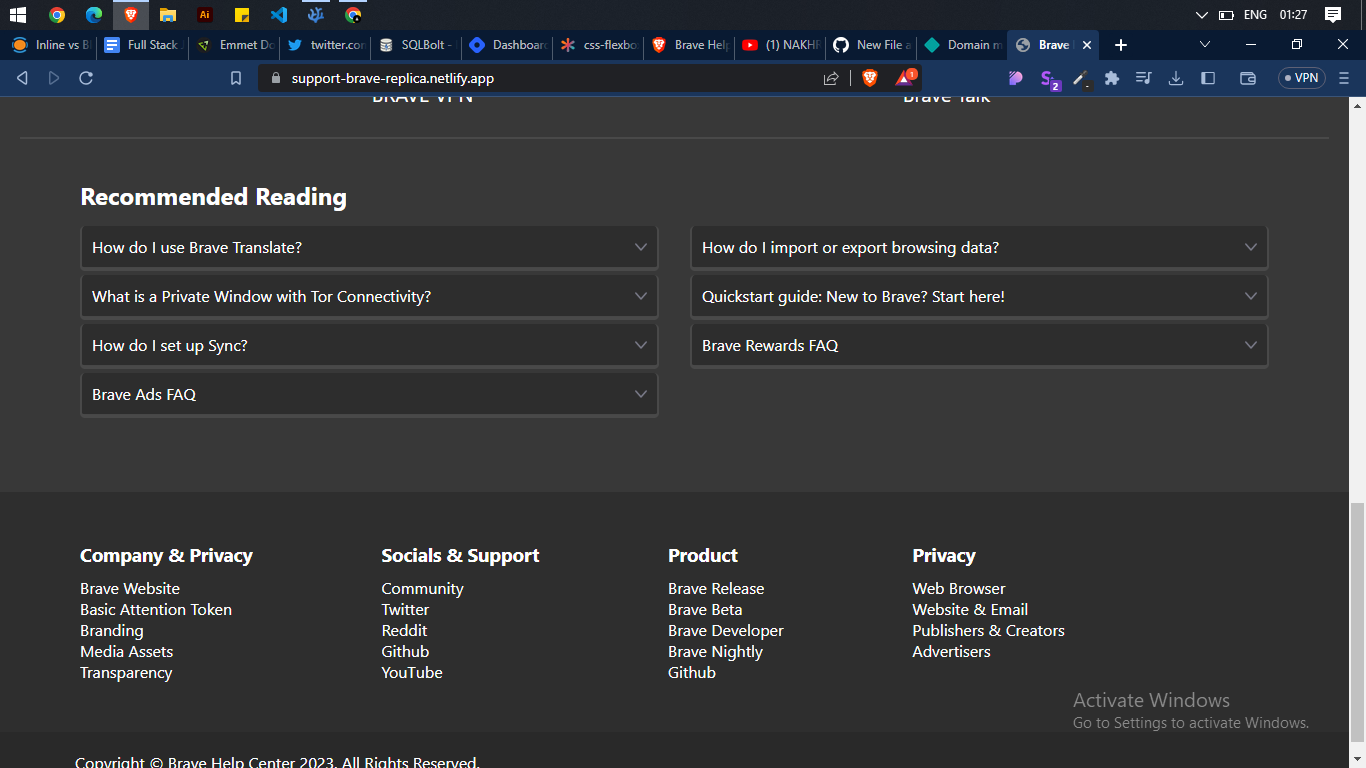 Ai
ENG 01:27
Inline vs Bl
Full Stack J
Emmet Do
twitter.con
SQLBolt -
Dashboard
css-flexbo
Brave Help
(1) NAKHR
New File a
Domain m
Brave
support-brave-replica.netlify.app
1
S
2
VPN
BRAVE VPN Brave Talk
Recommended Reading
How do I use Brave Translate? How do I import or export browsing data?
What is a Private Window with Tor Connectivity? Quickstart guide: New to Brave? Start here!
How do I set up Sync? Brave Rewards FAQ
Brave Ads FAQ
Company & Privacy
Brave Website
Basic Attention Token
Branding
Media Assets
Transparency
Socials & Support
Community
Twitter
Reddit
Github
YouTube
Product
Brave Release
Brave Beta
Brave Developer
Brave Nightly
Github
Privacy
Web Browser
Website & Email
Publishers & Creators
Advertisers
Activate Windows
Go to Settings to activate Windows.
Copyright © Brave Help Center 2023. All Rights Reserved.